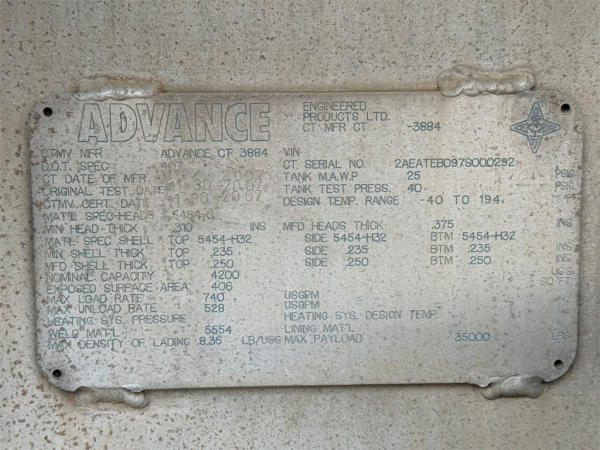 ADVANCE ENGINEERED
PRODUCTS LTD.
CT MFR CT -3884
CTMV MFR ADVANCE CT 3884 VIN
D.O.T. SPEC CT SERIAL NO. 2AEATEB097S000292
CT DATE OF MFR TANK M.A.W.P 25 PSIG
ORIGINAL TEST DATE 11-30-2007 TANK TEST PRESS. 40 PSIG
CTMV. CERT. DATE 11-30-2007 DESIGN TEMP. RANGE -40 TO 194
MAT'L SPEC-HEADS 5454-0
MIN HEAD-THICK .310 INS MFD HEADS THICK .375 INS
MATL SPEC SHELL TOP 5454-H32 SIDE 5454-H32 BTM 5454-H32
MIN SHELL THICK TOP .235 SIDE .235 BTM .235 INS
MFD SHELL THICK TOP .250 SIDE .250 BTM .250 INS
NOMINAL CAPACITY 4200 USG
EXPOSED SURFACE AREA 406 SQ FT
MAX LOAD RATE 740 USGPM
MAX UNLOAD RATE 528 USGPM
HEATING SYS. PRESSURE HEATING SYS. DESIGN TEMP.
WELD MAT'L 5554 LINING MAT'L
MAX DENSITY OF LADING 8.35 LB/USG MAX PAYLOAD 35000 LBS